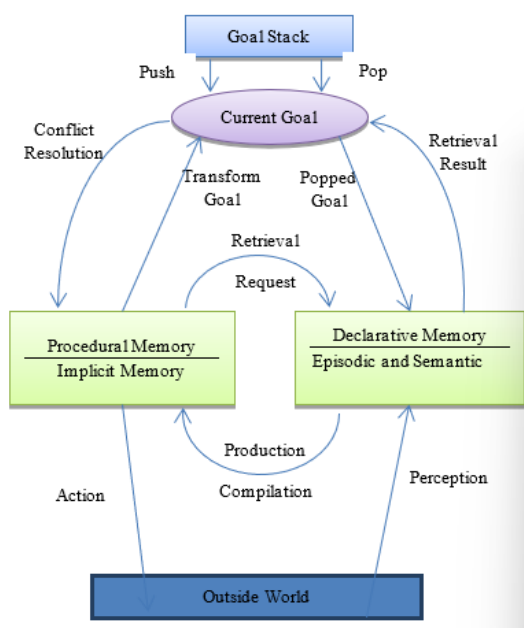 Goal Stack
Push
Pop
Current Goal
Conflict
Resolution
Retrieval
Result
Transform
Goal
Popped
Goal
Retrieval
Request
Procedural Memory
Implicit Memory
Declarative Memory
Episodic and Semantic
Production
Compilation
Action
Perception
Outside World